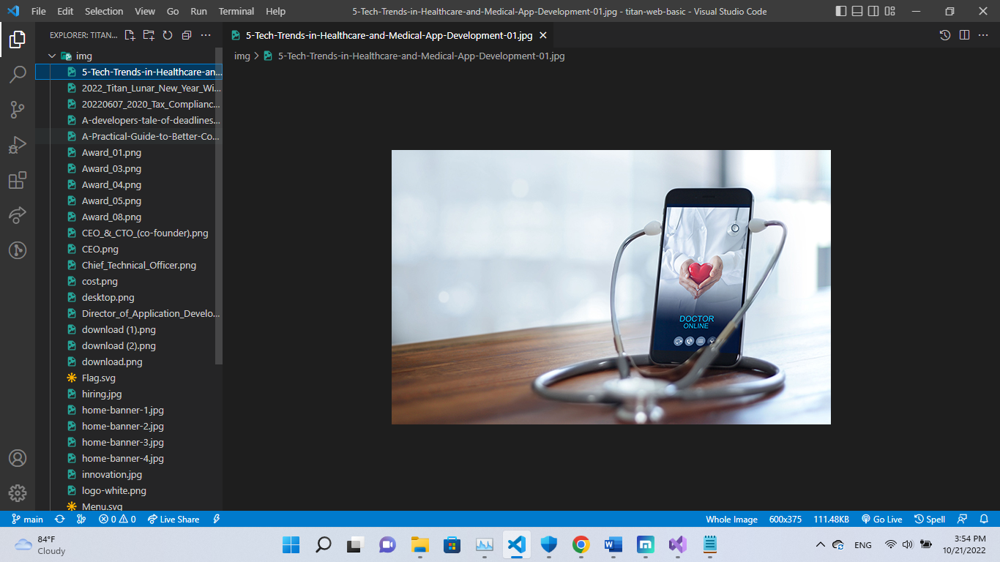 File Edit Selection View Go Run Terminal Help
5-Tech-Trends-in-Healthcare-and-Medical-App-Development-01.jpg - titan-web-basic - Visual Studio Code
EXPLORER: TITAN...
5-Tech-Trends-in-Healthcare-and-Medical-App-Development-01.jpg
img
img > 5-Tech-Trends-in-Healthcare-and-Medical-App-Development-01.jpg
5-Tech-Trends-in-Healthcare-an...
2022_Titan_Lunar_New_Year_Wi...
20220607_2020_Tax_Complianc...
A-developers-tale-of-deadlines...
A-Practical-Guide-to-Better-Co...
Award_01.png
Award_03.png
Award_04.png
Award_05.png
Award_08.png
CEO_&_CTO_(co-founder).png
CEO.png
Chief_Technical_Officer.png
cost.png
desktop.png
Director_of_Application_Develo...
download (1).png
download (2).png
download.png
Flag.svg
hiring.jpg
home-banner-1.jpg
home-banner-2.jpg
home-banner-3.jpg
home-banner-4.jpg
innovation.jpg
logo-white.png
Menu.svg
DOCTOR
ONLINE
main 0 0 Live Share
Whole Image 600x375 111.48KB Go Live Spell
84°F
Cloudy
ENG
3:54 PM
10/21/2022